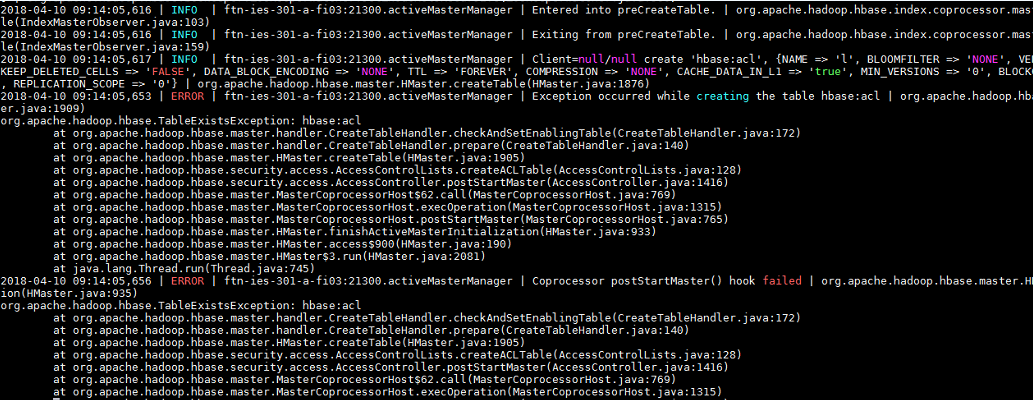 2018-04-10 09:14:05,616 | INFO  | ftn-ies-301-a-fi03:21300.activeMasterManager | Entered into preCreateTable. | org.apache.hadoop.hbase.index.coprocessor.mas
le(IndexMasterObserver.java:103)
2018-04-10 09:14:05,616 | INFO  | ftn-ies-301-a-fi03:21300.activeMasterManager | Exiting from preCreateTable. | org.apache.hadoop.hbase.index.coprocessor.mast
le(IndexMasterObserver.java:159)
2018-04-10 09:14:05,617 | INFO  | ftn-ies-301-a-fi03:21300.activeMasterManager | Client=null/null create 'hbase:acl', {NAME => 'l', BLOOMFILTER => 'NONE', VER
KEEP_DELETED_CELLS => 'FALSE', DATA_BLOCK_ENCODING => 'NONE', TTL => 'FOREVER', COMPRESSION => 'NONE', CACHE_DATA_IN_L1 => 'true', MIN_VERSIONS => '0', BLOCK
, REPLICATION_SCOPE => '0'} | org.apache.hadoop.hbase.master.HMaster.createTable(HMaster.java:1876)
2018-04-10 09:14:05,653 | ERROR | ftn-ies-301-a-fi03:21300.activeMasterManager | Exception occurred while creating the table hbase:acl | org.apache.hadoop.hba
er.java:1909)
org.apache.hadoop.hbase.TableExistsException: hbase:acl
at org.apache.hadoop.hbase.master.handler.CreateTableHandler.checkAndSetEnablingTable(CreateTableHandler.java:172)
at org.apache.hadoop.hbase.master.handler.CreateTableHandler.prepare(CreateTableHandler.java:140)
at org.apache.hadoop.hbase.master.HMaster.createTable(HMaster.java:1905)
at org.apache.hadoop.hbase.security.access.AccessControlLists.createACLTable(AccessControlLists.java:128)
at org.apache.hadoop.hbase.security.access.AccessController.postStartMaster(AccessController.java:1416)
at org.apache.hadoop.hbase.master.MasterCoprocessorHost$62.call(MasterCoprocessorHost.java:769)
at org.apache.hadoop.hbase.master.MasterCoprocessorHost.execOperation(MasterCoprocessorHost.java:1315)
at org.apache.hadoop.hbase.master.MasterCoprocessorHost.postStartMaster(MasterCoprocessorHost.java:765)
at org.apache.hadoop.hbase.master.HMaster.finishActiveMasterInitialization(HMaster.java:933)
at org.apache.hadoop.hbase.master.HMaster.access$900(HMaster.java:190)
at org.apache.hadoop.hbase.master.HMaster$3.run(HMaster.java:2081)
at java.lang.Thread.run(Thread.java:745)
2018-04-10 09:14:05,656 | ERROR | ftn-ies-301-a-fi03:21300.activeMasterManager | Coprocessor postStartMaster() hook failed | org.apache.hadoop.hbase.master.HM
ion(HMaster.java:935)
org.apache.hadoop.hbase.TableExistsException: hbase:acl
at org.apache.hadoop.hbase.master.handler.CreateTableHandler.checkAndSetEnablingTable(CreateTableHandler.java:172)
at org.apache.hadoop.hbase.master.handler.CreateTableHandler.prepare(CreateTableHandler.java:140)
at org.apache.hadoop.hbase.master.HMaster.createTable(HMaster.java:1905)
at org.apache.hadoop.hbase.security.access.AccessControlLists.createACLTable(AccessControlLists.java:128)
at org.apache.hadoop.hbase.security.access.AccessController.postStartMaster(AccessController.java:1416)
at org.apache.hadoop.hbase.master.MasterCoprocessorHost$62.call(MasterCoprocessorHost.java:769)
at org.apache.hadoop.hbase.master.MasterCoprocessorHost.execOperation(MasterCoprocessorHost.java:1315)